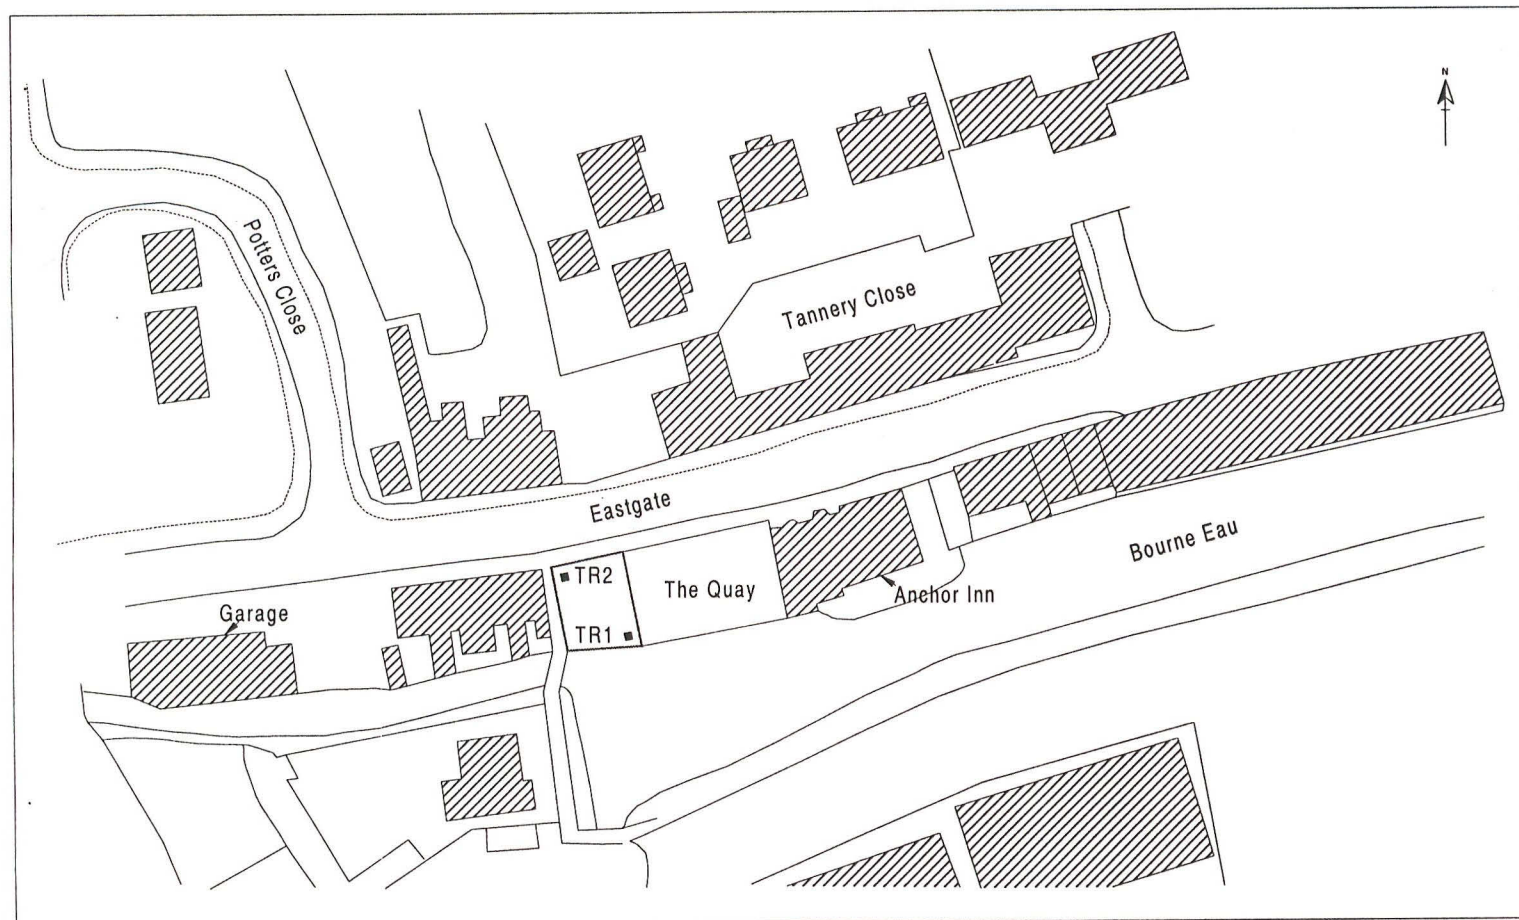 N
Potters Close
Tannery Close
Eastgate
Bourne Eau
TR2
The Quay
Anchor Inn
Garage
TR1